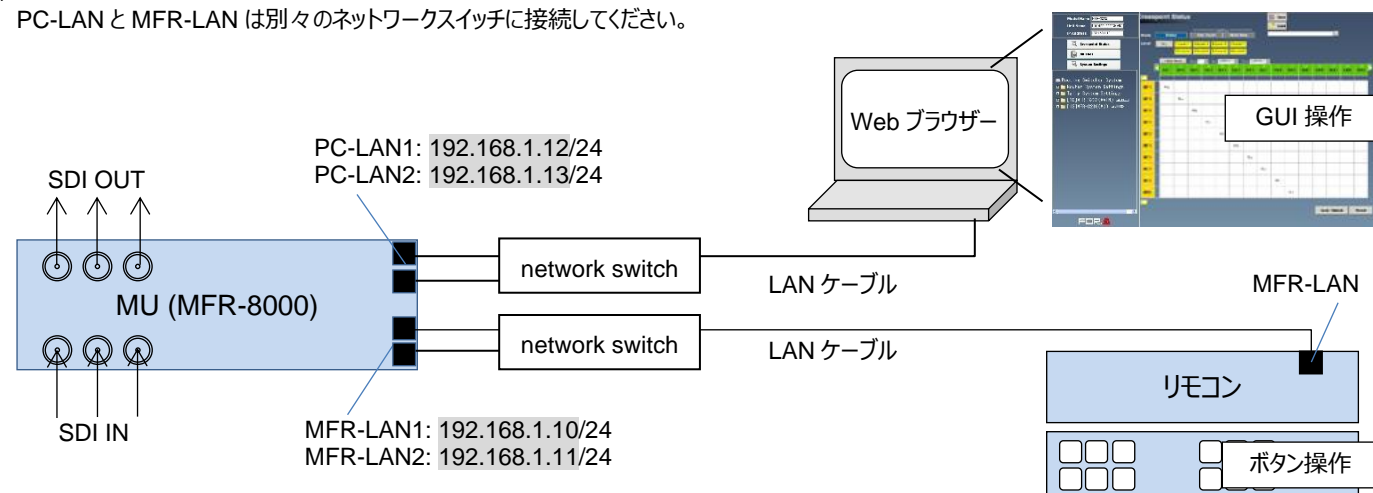 PC-LAN と MFR-LAN は別々のネットワークスイッチに接続してください。
Web ブラウザー
GUI 操作
PC-LAN1: 192.168.1.12/24
PC-LAN2: 192.168.1.13/24
SDI OUT
network switch
LAN ケーブル
MFR-LAN
MU (MFR-8000)
network switch
LAN ケーブル
リモコン
SDI IN
MFR-LAN1: 192.168.1.10/24
MFR-LAN2: 192.168.1.11/24
ボタン操作